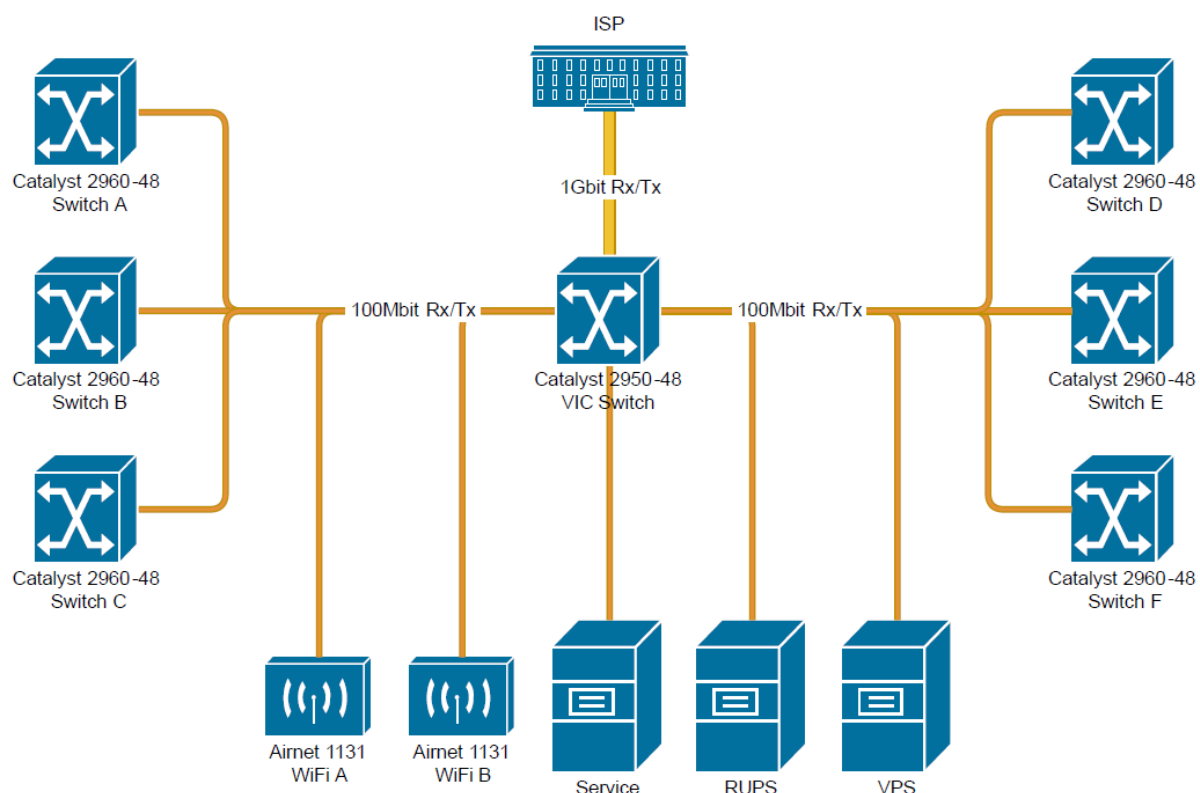 ISP
Catalyst 2960-48
Switch A
Catalyst 2960-48
Switch D
1Gbit Rx/Tx
100Mbit Rx/Tx
100Mbit Rx/Tx
Catalyst 2960-48
Switch B
Catalyst 2950-48
VIC Switch
Catalyst 2960-48
Switch E
Catalyst 2960-48
Switch C
Catalyst 2960-48
Switch F
Airnet 1131
WiFi A
Airnet 1131
WiFi B
Service
RUPS
VPS